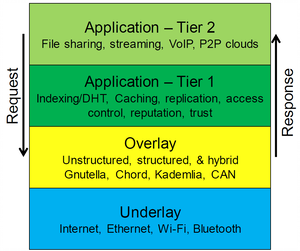 Application – Tier 2
File sharing, streaming, VoIP, P2P clouds
Application – Tier 1
Indexing/DHT, Caching, replication, access
control, reputation, trust
Overlay
Unstructured, structured, & hybrid
Gnutella, Chord, Kademlia, CAN
Underlay
Internet, Ethernet, Wi-Fi, Bluetooth
Request
Response